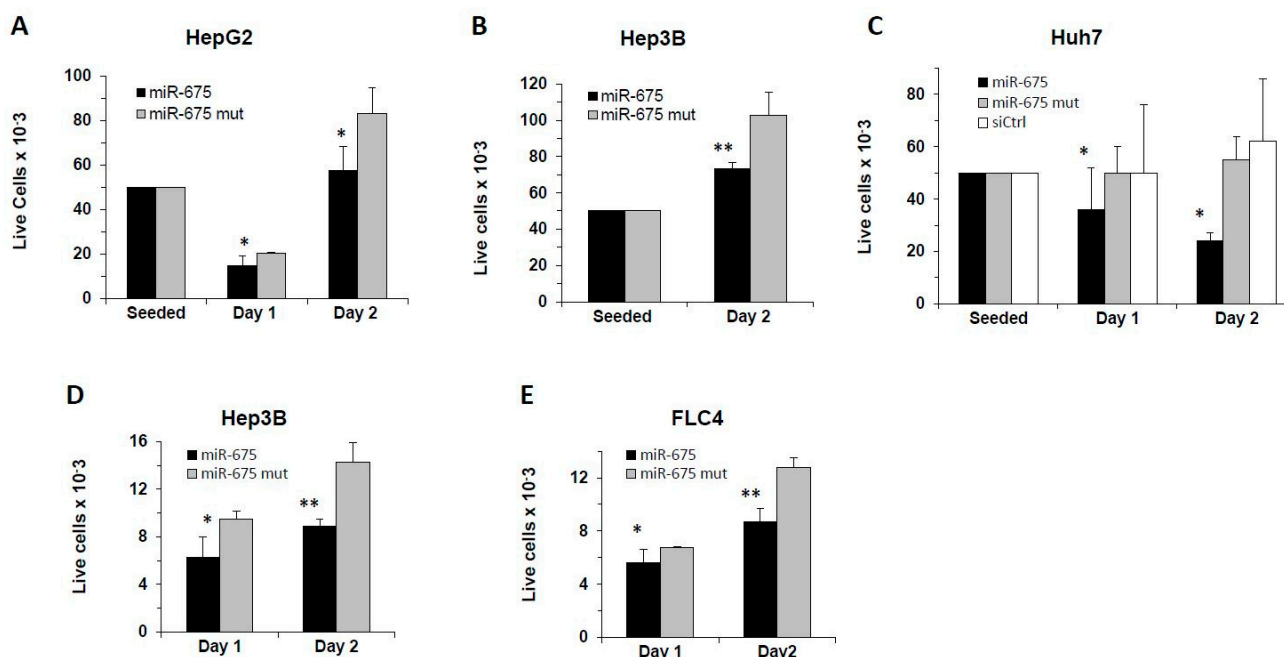 A
HepG2
Live Cells x 10-3
100
80
60
40
20
0
miR-675
miR-675 mut
*
*
Seeded Day 1 Day 2
B
Hep3B
Live cells x 10-3
120
100
80
60
40
20
0
miR-675
miR-675 mut
**
Seeded Day 2
C
Huh7
Live cells x 10-3
80
60
40
20
0
miR-675
miR-675 mut
siCtrl
*
*
Seeded Day 1 Day 2
D
Hep3B
Live cells x 10-3
16
12
8
4
0
miR-675
miR-675 mut
*
**
Day 1 Day 2
E
FLC4
Live cells x 10-3
12
8
4
0
miR-675
miR-675 mut
*
**
Day 1 Day2